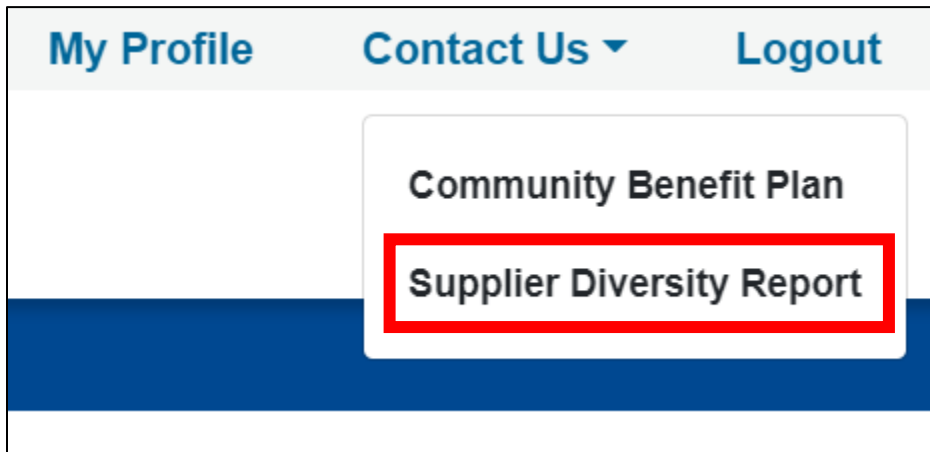 My Profile Contact Us Logout
Community Benefit Plan
Supplier Diversity Report